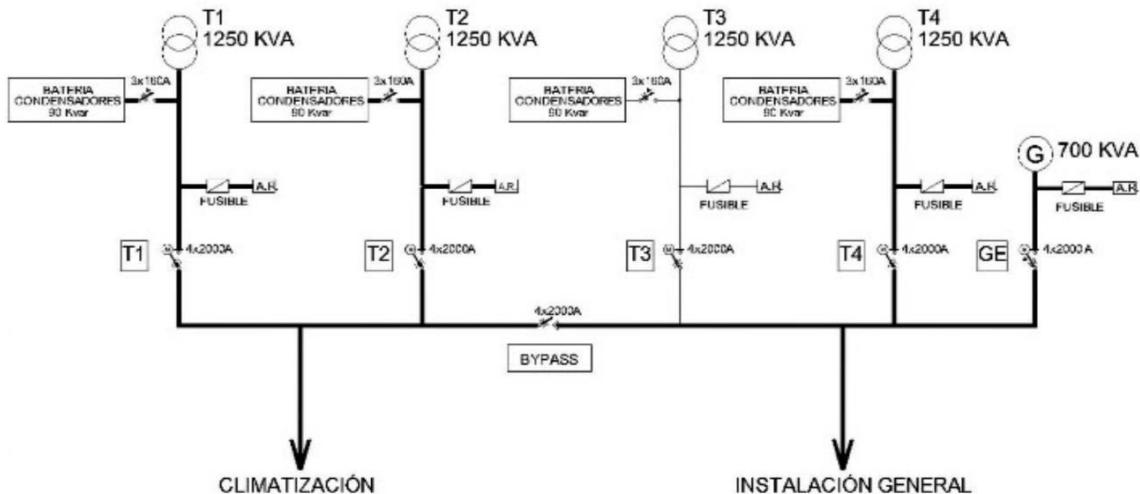 T1
1250 KVA
T2
1250 KVA
T3
1250 KVA
T4
1250 KVA
3x160A
3x160A
3x160A
3x160A
BATERIA
CONDENSADORES
90 Kvar
BATERIA
CONDENSADORES
90 Kvar
BATERIA
CONDENSADORES
90 Kvar
BATERIA
CONDENSADORES
90 Kvar
G
700 KVA
A.R.
FUSIBLE
A.R.
FUSIBLE
A.R.
FUSIBLE
A.R.
FUSIBLE
A.R.
FUSIBLE
T1
M
4x2000A
T2
M
4x2000A
T3
M
4x2000A
T4
M
4x2000A
GE
M
4x2000A
4x2000A
BYPASS
CLIMATIZACIÓN
INSTALACIÓN GENERAL